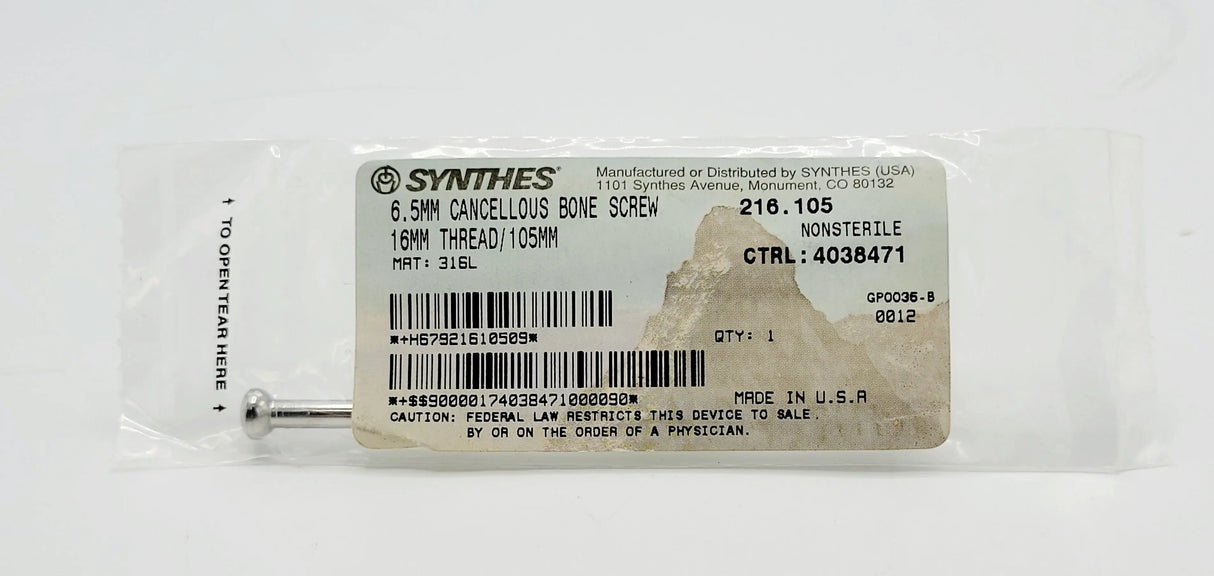 ↑ TO OPEN TEAR HERE ↑
SYNTHES®
Manufactured or Distributed by SYNTHES (USA)
1101 Synthes Avenue, Monument, CO 80132
6.5MM CANCELLOUS BONE SCREW
216.105
16MM THREAD/105MM
NONSTERILE
MAT: 316L
CTRL: 4038471
GP0035-B
0012
*+H67921610509*
QTY: 1
*+$$9000017403847100009O*
MADE IN U.S.A
CAUTION: FEDERAL LAW RESTRICTS THIS DEVICE TO SALE.
BY OR ON THE ORDER OF A PHYSICIAN.